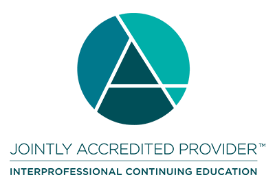 JOINTLY ACCREDITED PROVIDER™
INTERPROFESSIONAL CONTINUING EDUCATION